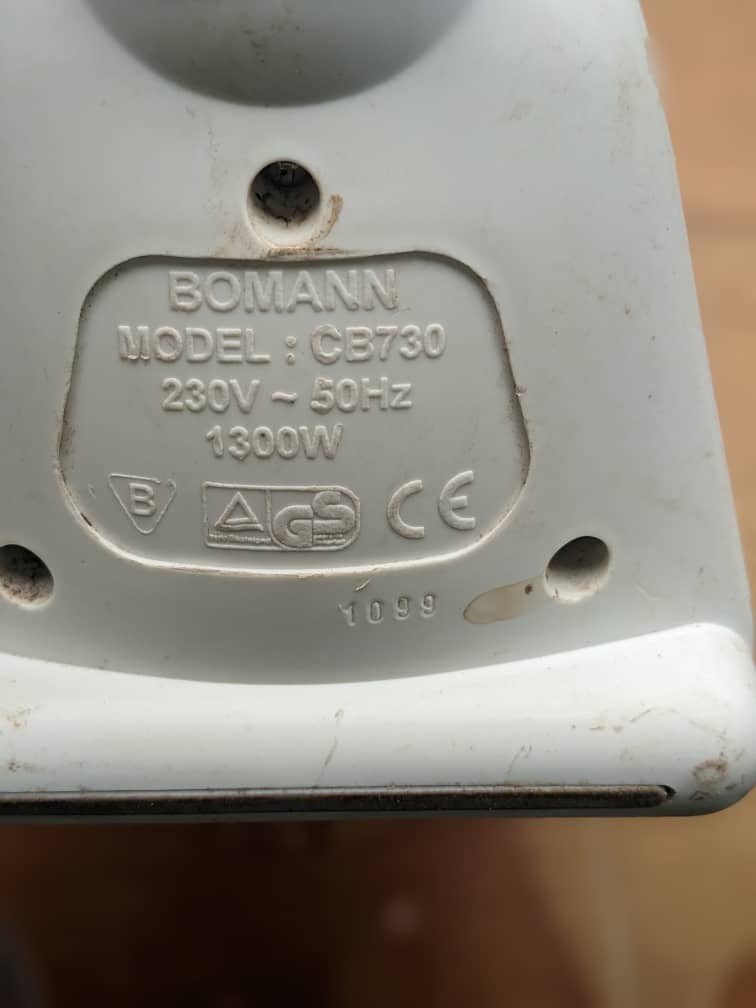 BOMANN
MODEL : CB730
230V ~ 50Hz
1300W
B
GS
CE
1099